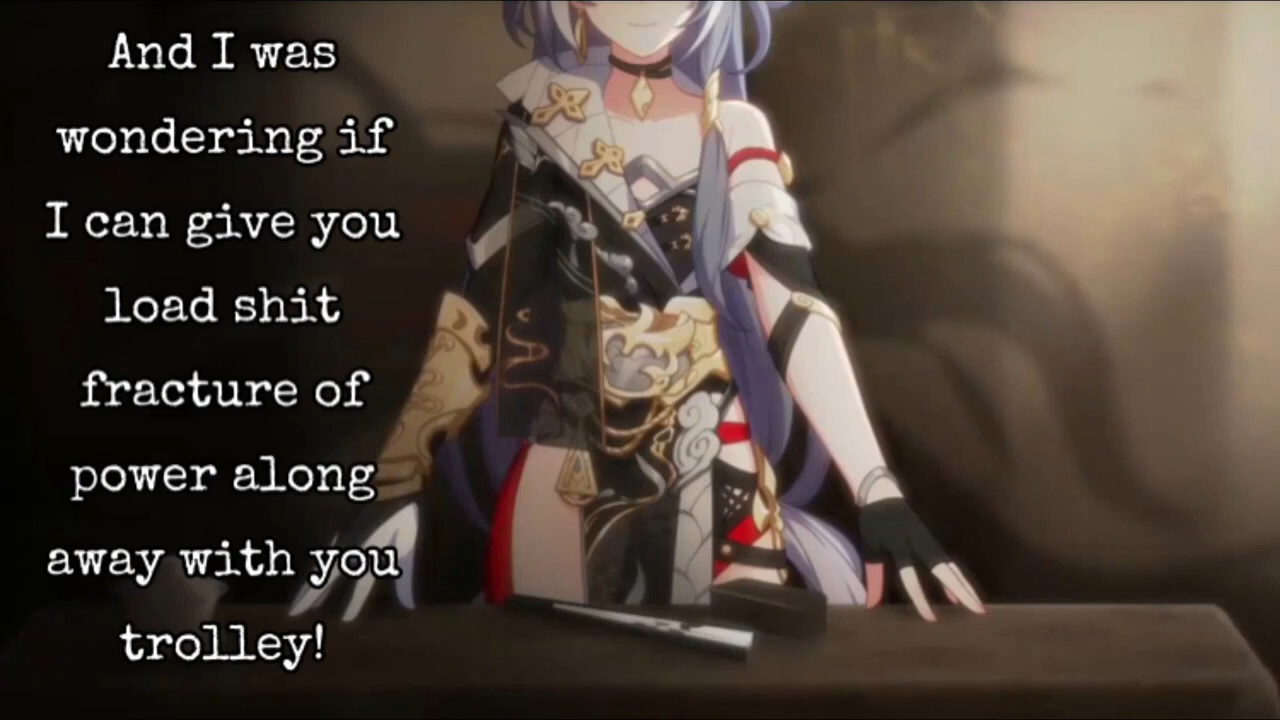 And I was
wondering if
I can give you
load shit
fracture of
power along
away with you
trolley!